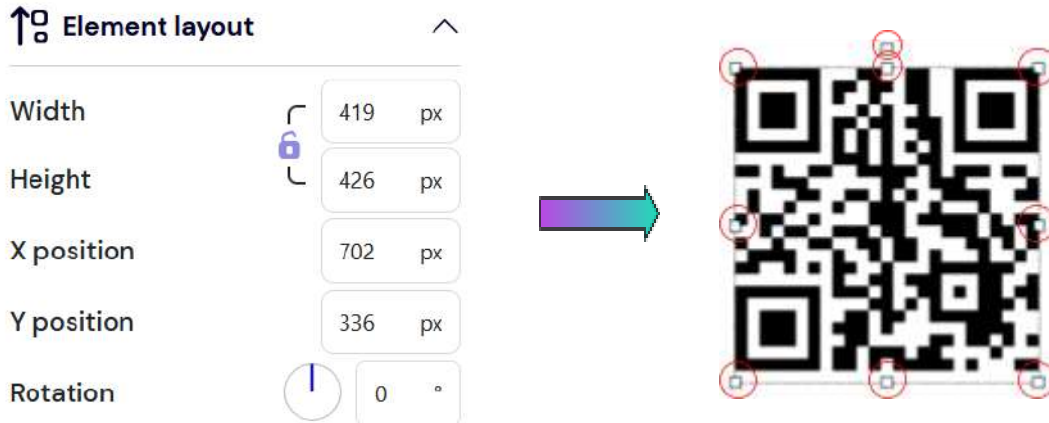 Element layout
Width 419 px
Height 426 px
X position 702 px
Y position 336 px
Rotation 0 °